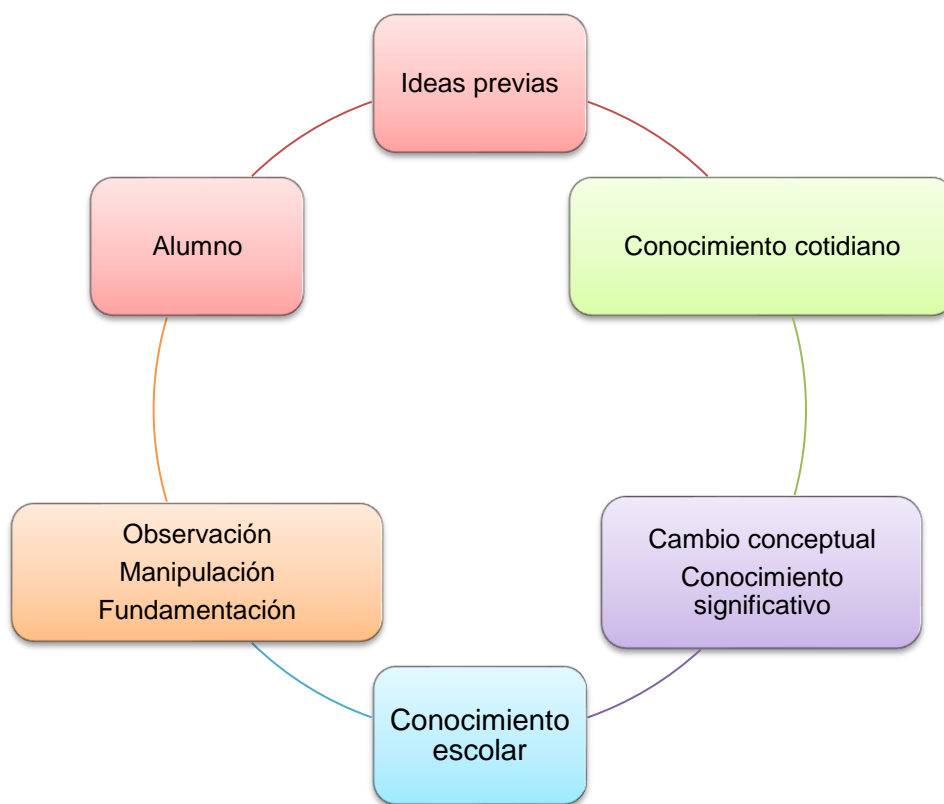 Ideas previas
Alumno
Conocimiento cotidiano
Observación
Manipulación
Fundamentación
Cambio conceptual
Conocimiento
significativo
Conocimiento
escolar